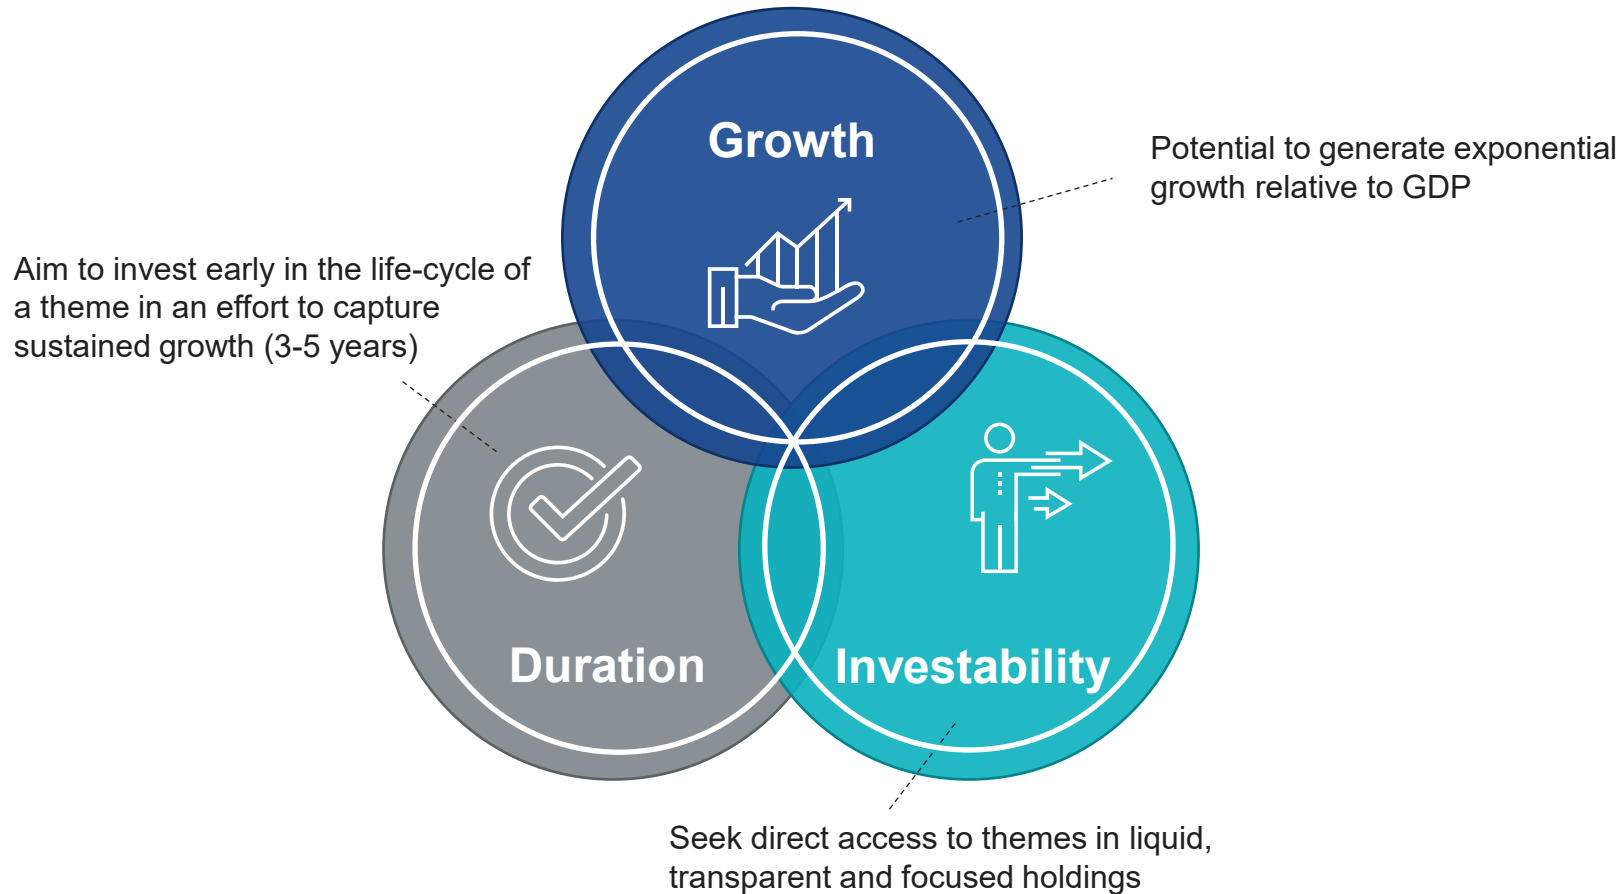 Growth
Potential to generate exponential
growth relative to GDP
Aim to invest early in the life-cycle of
a theme in an effort to capture
sustained growth (3-5 years)
Duration
Investability
Seek direct access to themes in liquid,
transparent and focused holdings